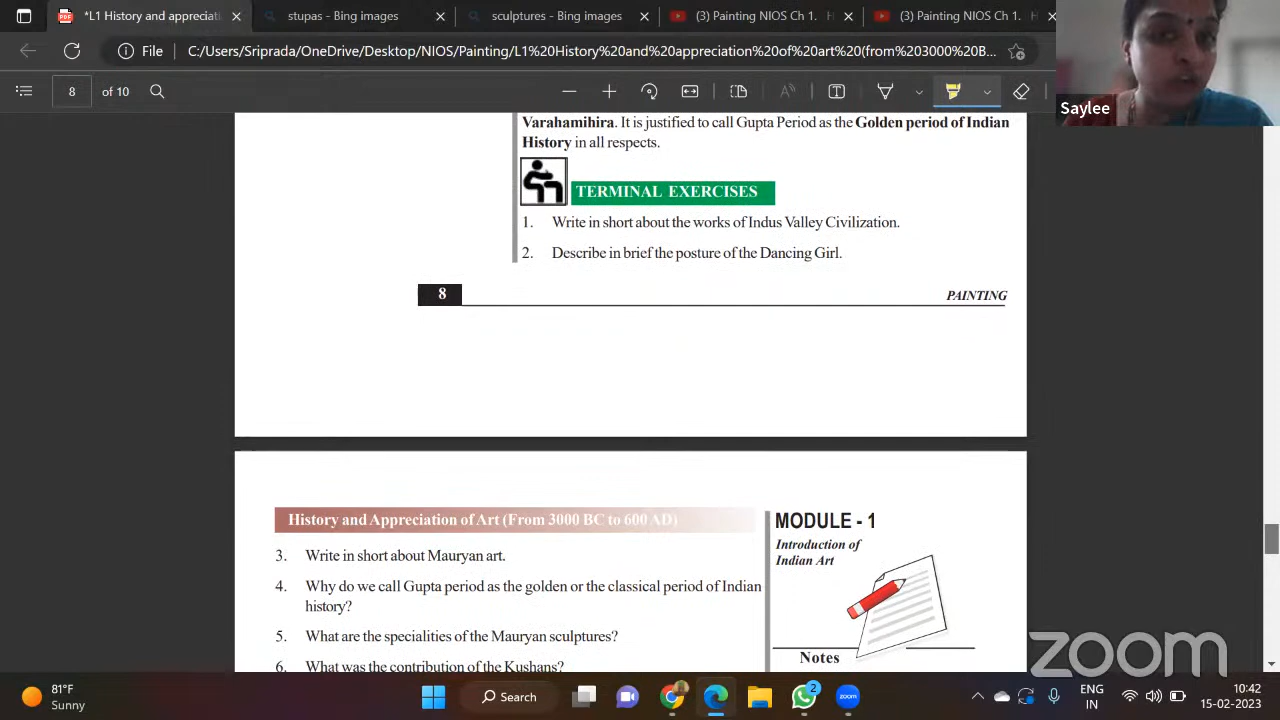 *L1 History and appreciati
stupas - Bing images
sculptures - Bing images
(3) Painting NIOS Ch 1.
(3) Painting NIOS Ch 1.
File
C:/Users/Sriprada/OneDrive/Desktop/NIOS/Painting/L1%20History%20and%20appreciation%20of%20art%20(from%203000%20B...
8 of 10
Saylee
Varahamihira. It is justified to call Gupta Period as the Golden period of Indian
History in all respects.
TERMINAL EXERCISES
1. Write in short about the works of Indus Valley Civilization.
2. Describe in brief the posture of the Dancing Girl.
8
PAINTING
History and Appreciation of Art (From 3000 BC to 600 AD)
3. Write in short about Mauryan art.
4. Why do we call Gupta period as the golden or the classical period of Indian
history?
5. What are the specialities of the Mauryan sculptures?
6. What was the contribution of the Kushans?
MODULE - 1
Introduction of
Indian Art
Notes
zoom
81°F
Sunny
Search
2
zoom
ENG
IN
10:42
15-02-2023